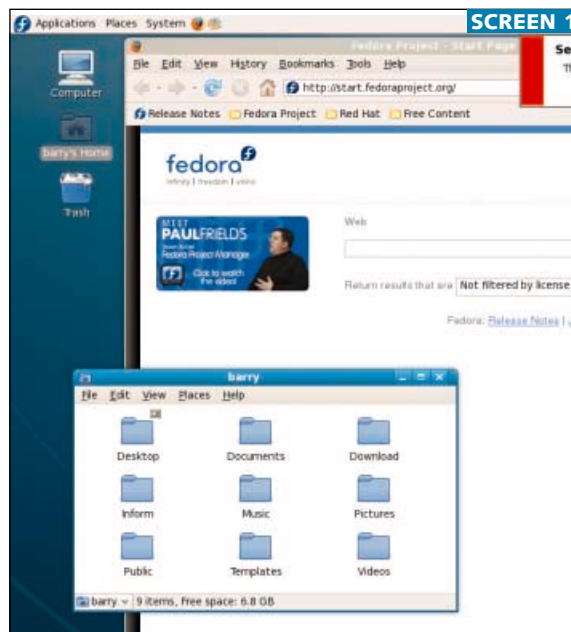 Applications Places System
SCREEN 1
Fedora Project - Start Page
File Edit View History Bookmarks Tools Help
http://start.fedoraproject.org/
Release Notes Fedora Project Red Hat Free Content
Computer
barry's Home
Trash
fedora
infinity | freedom | voice
MEET
PAUL FRIELDS
Fedora Project Manager
Click to watch
the video!
Web
Return results that are Not filtered by license
Fedora: Release Notes |
barry
File Edit View Places Help
Desktop Documents Download
Inform Music Pictures
Public Templates Videos
barry 9 items, Free space: 6.8 GB